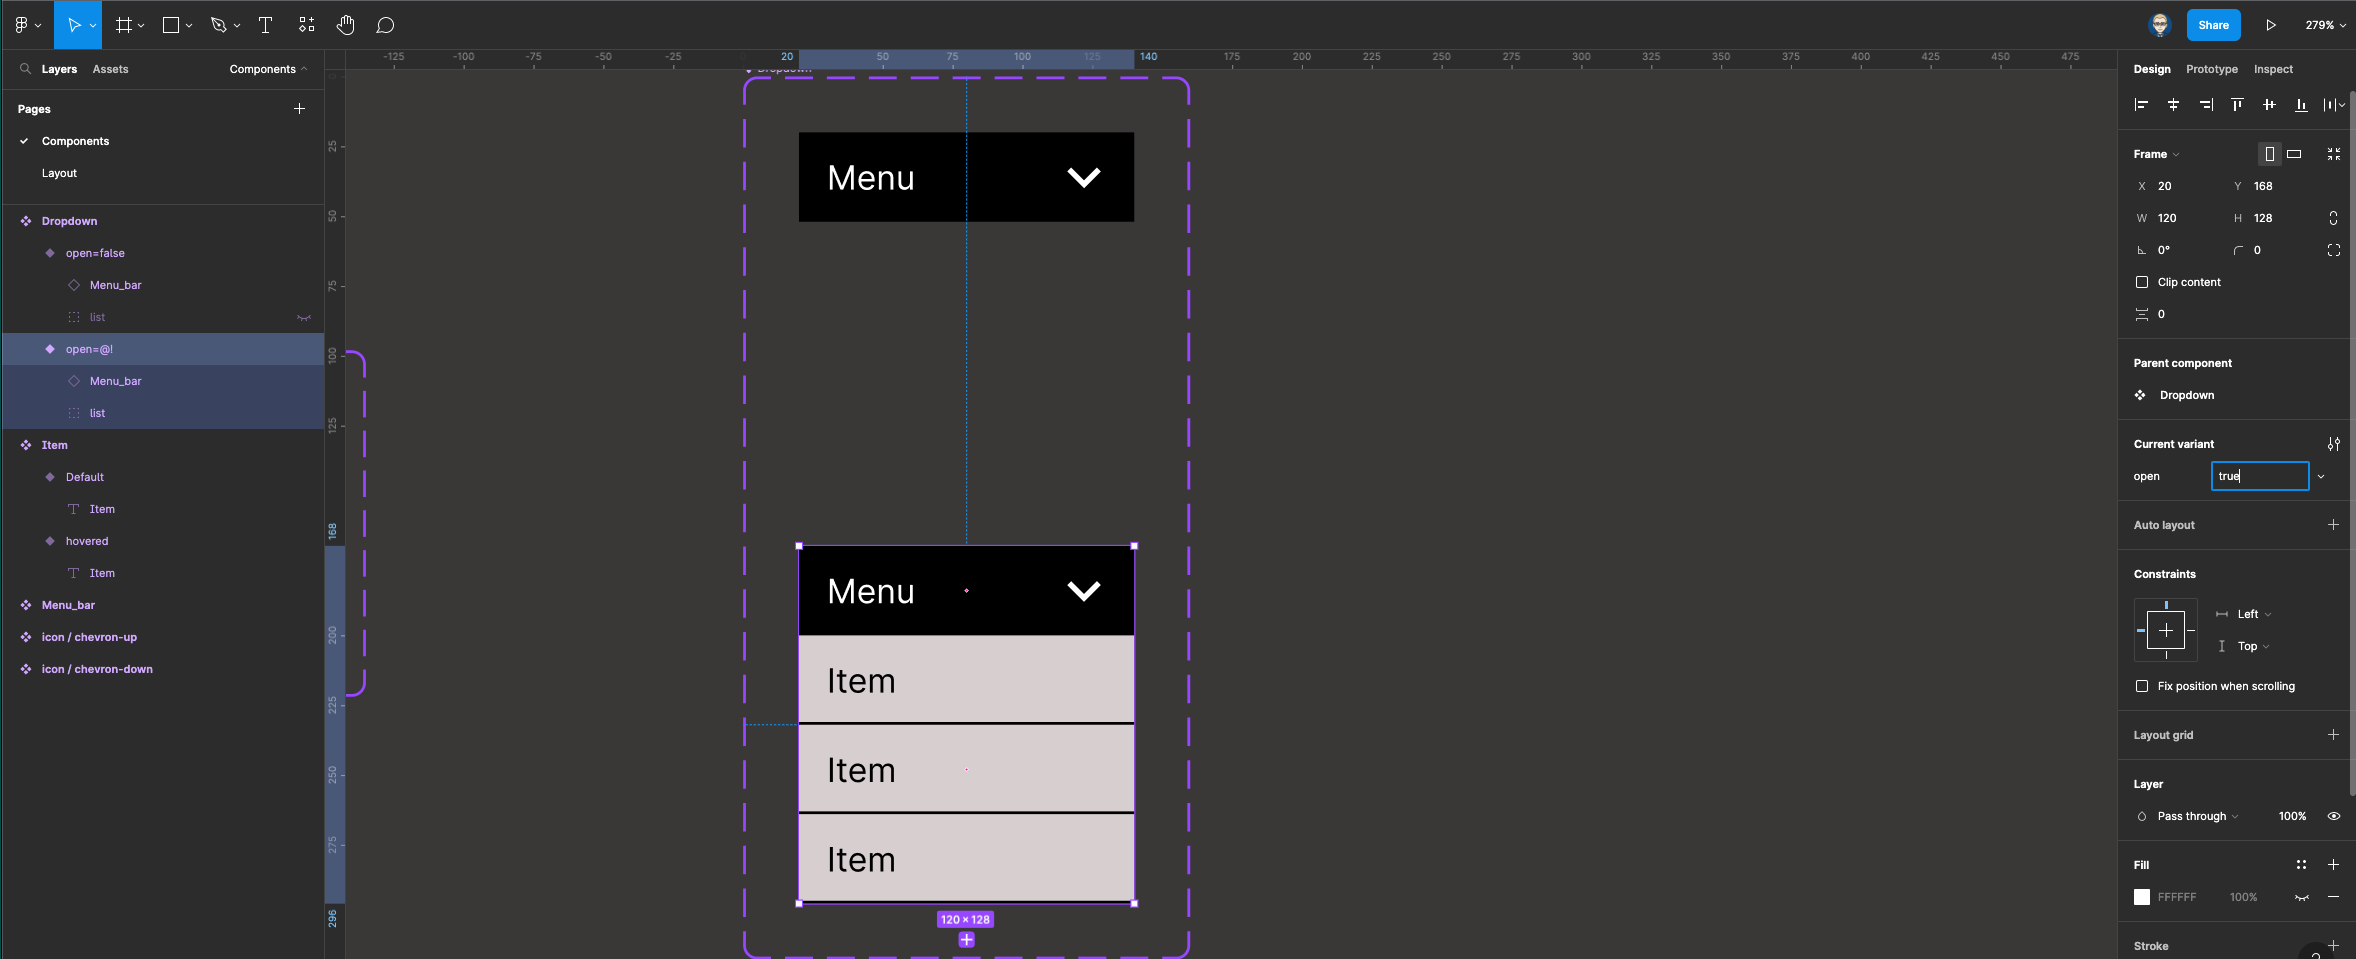 Share
279%
Layers
Assets
Components
Pages
Components
Layout
Dropdown
open=false
Menu_bar
list
open=@!
Menu_bar
list
Item
Default
Item
hovered
Item
Menu_bar
icon / chevron-up
icon / chevron-down
-125 -100 -75 -50 -25 20 50 75 100 125 140 175 200 225 250 275 300 325 350 375 400 425 450 475
25
50
75
100
125
168
200
225
250
275
296
Dropdown
Menu
Menu
Item
Item
Item
120 × 128
Design
Prototype
Inspect
Frame
X 20
Y 168
W 120
H 128
0°
0
Clip content
0
Parent component
Dropdown
Current variant
open
true
Auto layout
Constraints
Left
Top
Fix position when scrolling
Layout grid
Layer
Pass through
100%
Fill
FFFFFF
100%
Stroke